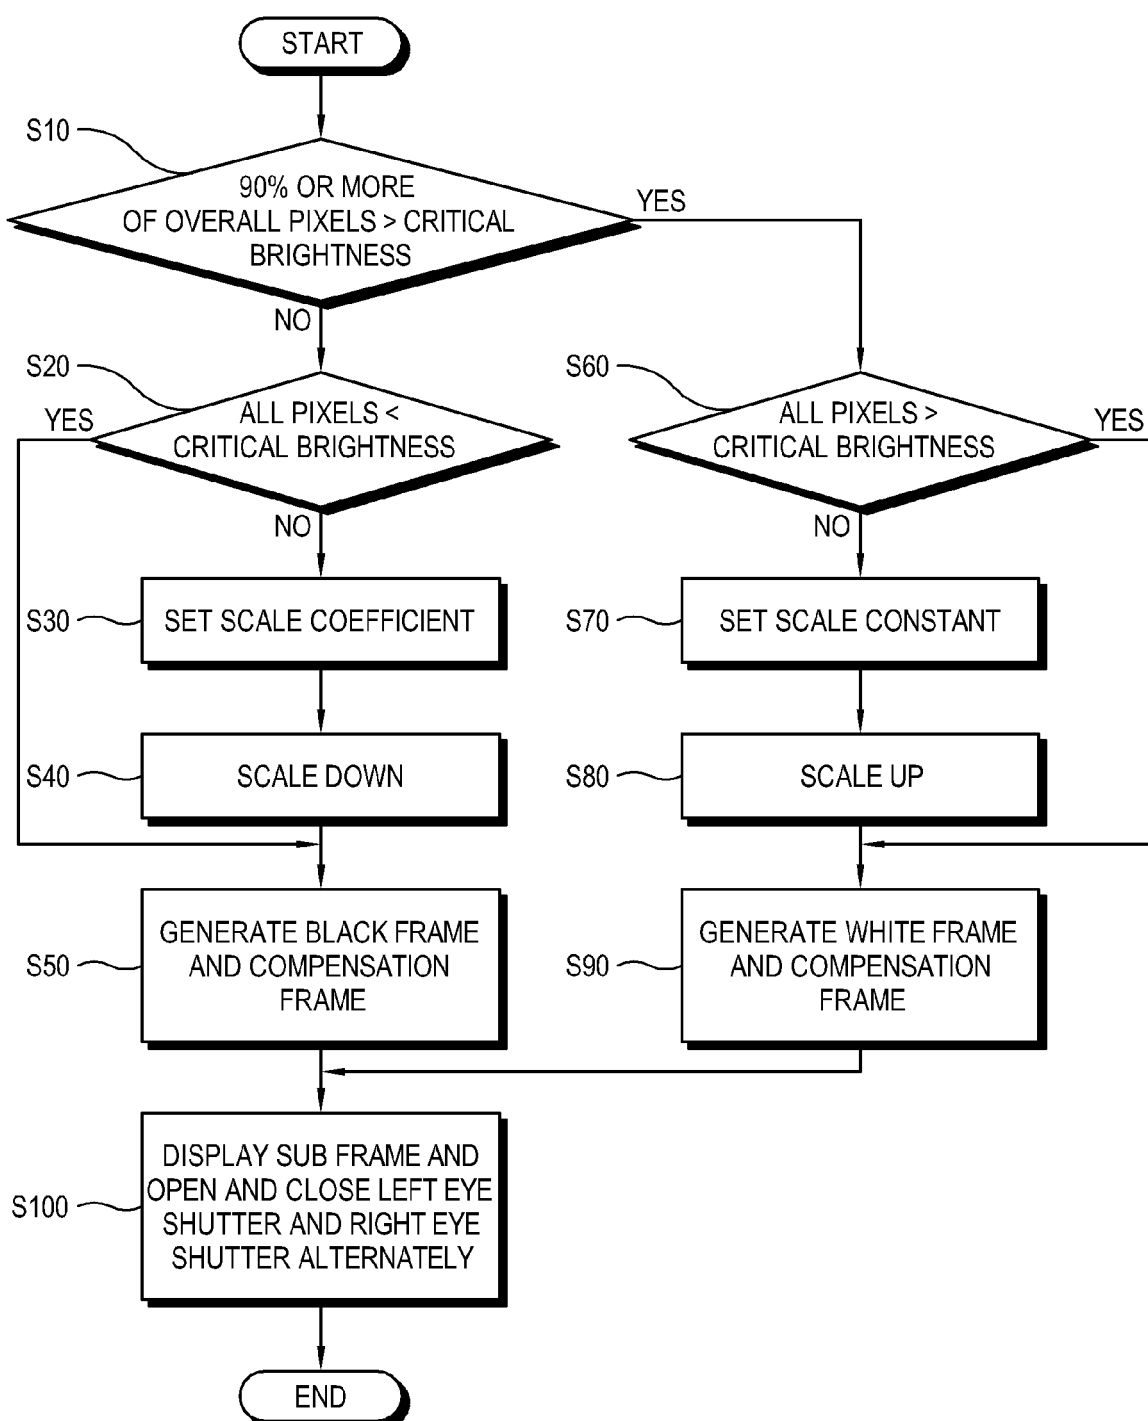 START
S10
90% OR MORE
OF OVERALL PIXELS > CRITICAL
BRIGHTNESS
YES
NO
S20
YES
ALL PIXELS <
CRITICAL BRIGHTNESS
NO
S60
ALL PIXELS >
CRITICAL BRIGHTNESS
YES
NO
S30
SET SCALE COEFFICIENT
S70
SET SCALE CONSTANT
S40
SCALE DOWN
S80
SCALE UP
S50
GENERATE BLACK FRAME
AND COMPENSATION
FRAME
S90
GENERATE WHITE FRAME
AND COMPENSATION
FRAME
S100
DISPLAY SUB FRAME AND
OPEN AND CLOSE LEFT EYE
SHUTTER AND RIGHT EYE
SHUTTER ALTERNATELY
END